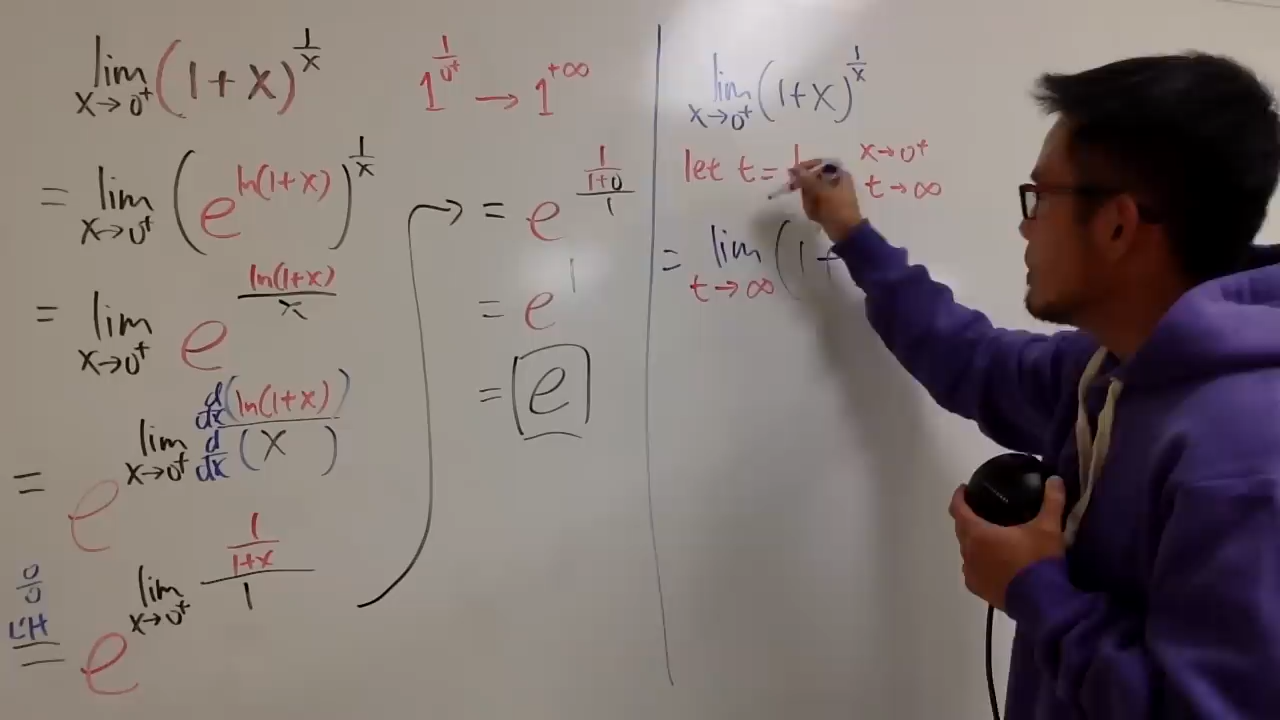 lim x→0⁺ (1+x)^(1/x)
1^(1/0⁺) → 1^(+∞)
= lim x→0⁺ (e^(ln(1+x)))^(1/x)
= lim x→0⁺ e^(ln(1+x)/x)
= e^(lim x→0⁺ d/dx(ln(1+x)) / d/dx(x))
0/0 L'H = e^(lim x→0⁺ (1/(1+x))/1)
→ = e^((1/(1+0))/1)
= e^1
= e
lim x→0⁺ (1+x)^(1/x)
let t = 1
x→0⁺
t→∞
= lim t→∞ (1+